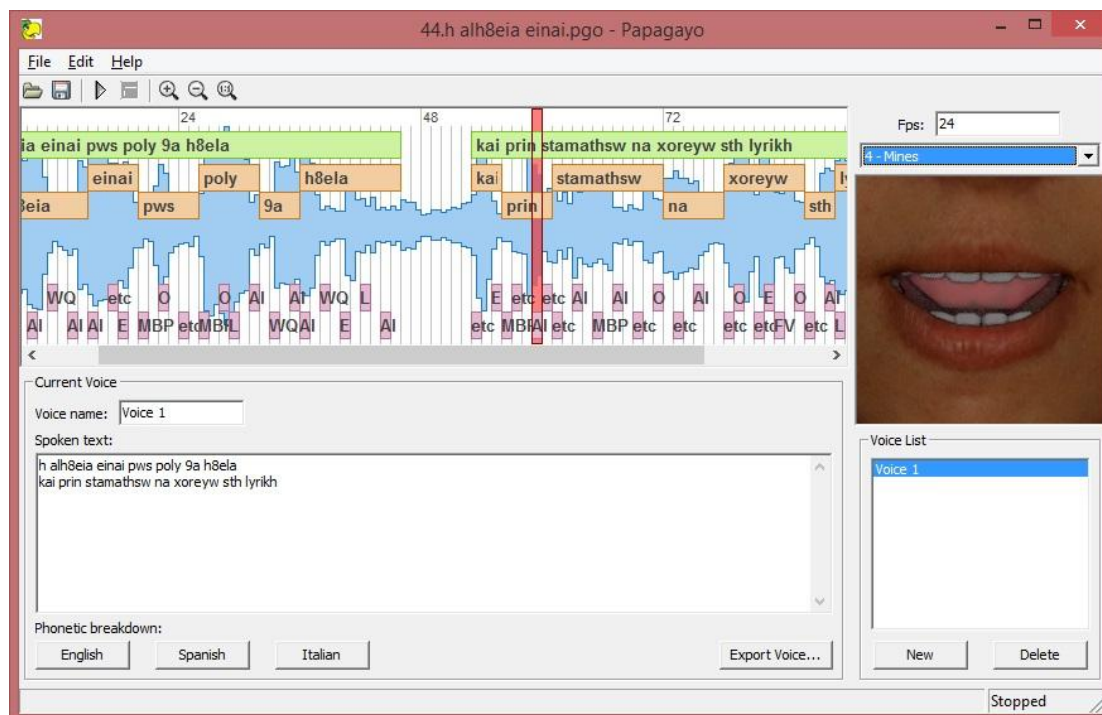 44.h alh8eia einai.pgo - Papagayo
File Edit Help
24 48 72
ia einai pws poly 9a h8ela kai prin stamathsw na xoreyw sth lyrikh
einai poly h8ela kai stamathsw xoreyw
8eia pws 9a prin na sth
WQ etc O O AI AI WQ L E etc etc AI AI O AI O E O AI
AI AI AI E MBP etc MBP L WQ AI E AI etc MBP AI etc MBP etc etc etc etc FV etc L
Fps: 24
4 - Mines
Current Voice
Voice name: Voice 1
Spoken text:
h alh8eia einai pws poly 9a h8ela
kai prin stamathsw na xoreyw sth lyrikh
Phonetic breakdown:
English Spanish Italian Export Voice...
Voice List
Voice 1
New Delete
Stopped